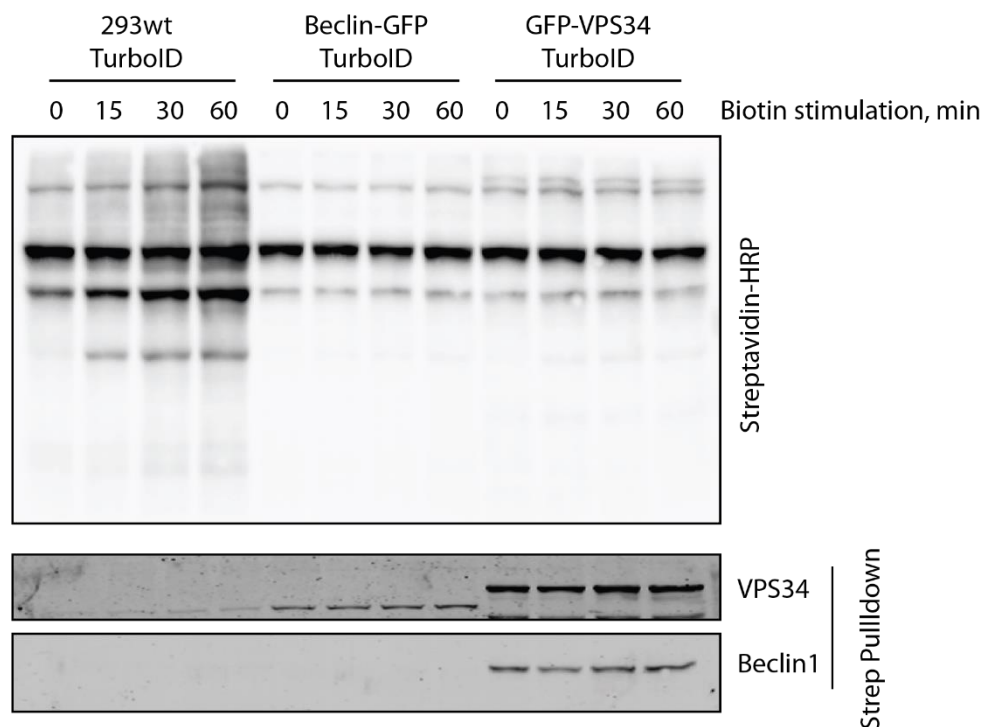 293wt Beclin-GFP GFP-VPS34
TurboID TurboID TurboID
0 15 30 60 0 15 30 60 0 15 30 60 Biotin stimulation, min
Streptavidin-HRP
VPS34
Beclin1
Strep Pulldown